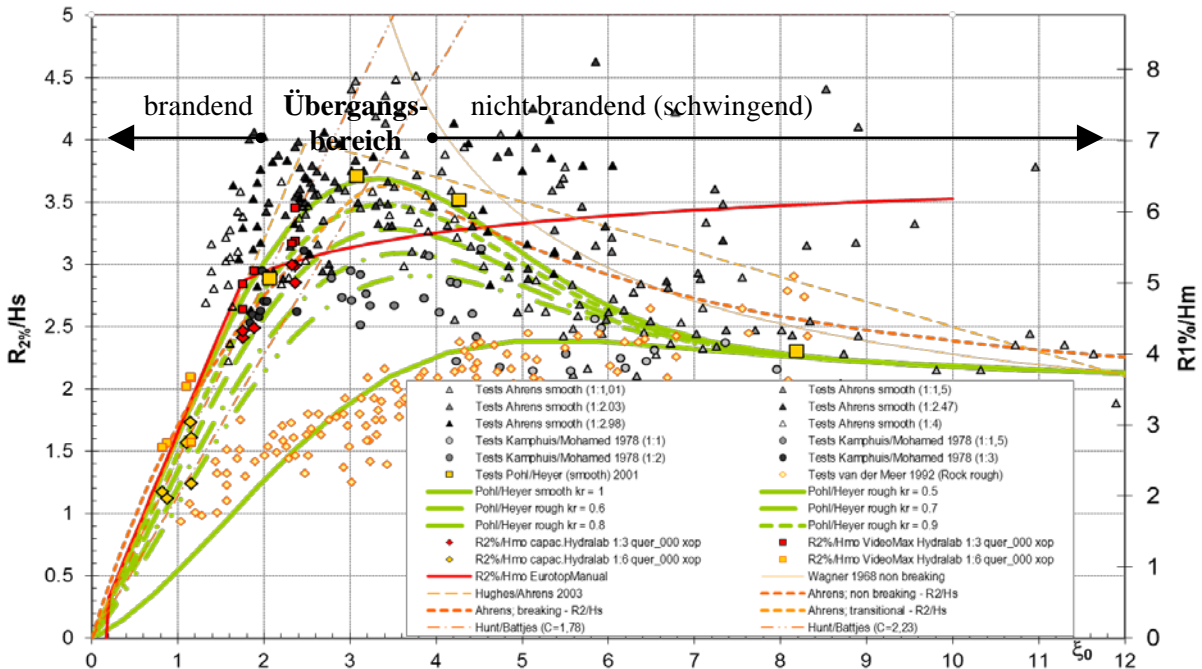 brandend
Übergangs-
bereich
nicht brandend (schwingend)
R2%/Hs
5
4.5
4
3.5
3
2.5
2
1.5
1
0.5
0
R1%/Hm
8
7
6
5
4
3
2
1
0
0 1 2 3 4 5 6 7 8 9 10 11 12
ξ0
Tests Ahrens smooth (1:1,01)
Tests Ahrens smooth (1:1,5)
Tests Ahrens smooth (1:2.03)
Tests Ahrens smooth (1:2.47)
Tests Ahrens smooth (1:2.98)
Tests Ahrens smooth (1:4)
Tests Kamphuis/Mohamed 1978 (1:1)
Tests Kamphuis/Mohamed 1978 (1:1,5)
Tests Kamphuis/Mohamed 1978 (1:2)
Tests Kamphuis/Mohamed 1978 (1:3)
Tests Pohl/Heyer (smooth) 2001
Tests van der Meer 1992 (Rock rough)
Pohl/Heyer smooth kr = 1
Pohl/Heyer rough kr = 0.5
Pohl/Heyer rough kr = 0.6
Pohl/Heyer rough kr = 0.7
Pohl/Heyer rough kr = 0.8
Pohl/Heyer rough kr = 0.9
R2%/Hmo capac.Hydralab 1:3 quer_000 xop
R2%/Hmo VideoMax Hydralab 1:3 quer_000 xop
R2%/Hmo capac.Hydralab 1:6 quer_000 xop
R2%/Hmo VideoMax Hydralab 1:6 quer_000 xop
R2%/Hmo EurotopManual
Wagner 1968 non breaking
Hughes/Ahrens 2003
Ahrens; non breaking - R2/Hs
Ahrens; breaking - R2/Hs
Ahrens; transitional - R2/Hs
Hunt/Battjes (C=1,78)
Hunt/Battjes (C=2,23)